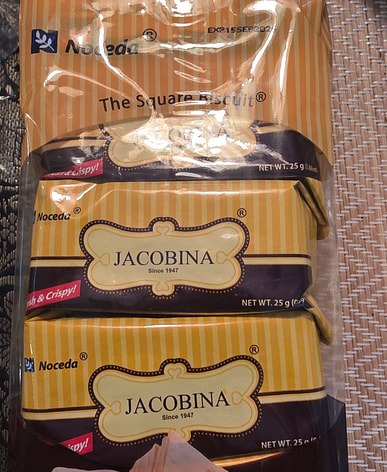 EXP15SEP2024
Noceda®
The Square Biscuit®
NET WT. 25 g
Noceda®
®
JACOBINA
Since 1947
& Crispy!
NET WT. 25 g
Noceda®
®
JACOBINA
Since 1947
NET WT. 25 g